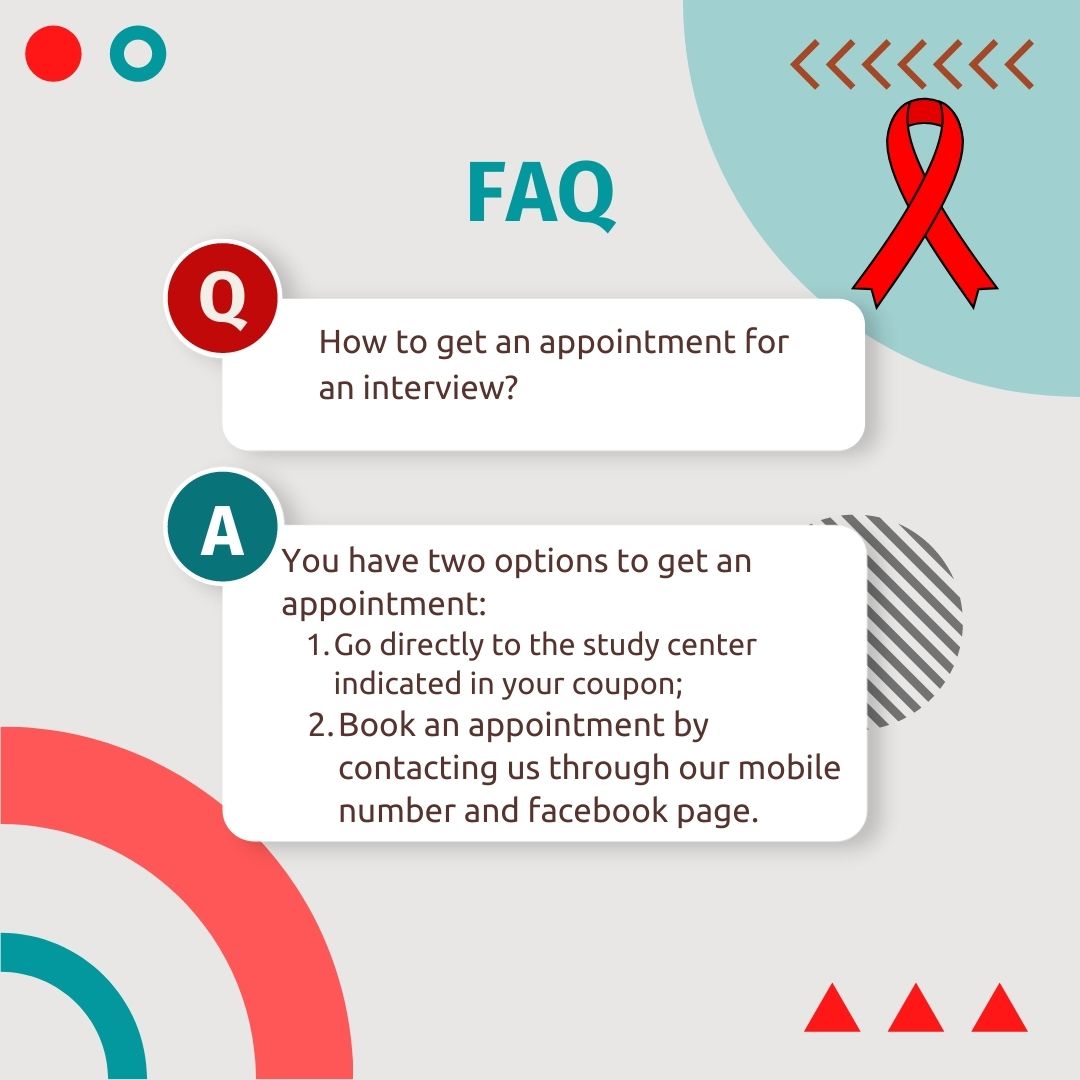 FAQ
Q
How to get an appointment for
an interview?
A
You have two options to get an
appointment:
1. Go directly to the study center
indicated in your coupon;
2. Book an appointment by
contacting us through our mobile
number and facebook page.